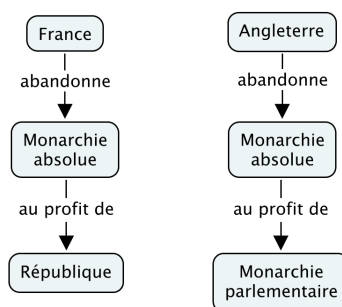 France
abandonne
Monarchie
absolue
au profit de
République
Angleterre
abandonne
Monarchie
absolue
au profit de
Monarchie
parlementaire